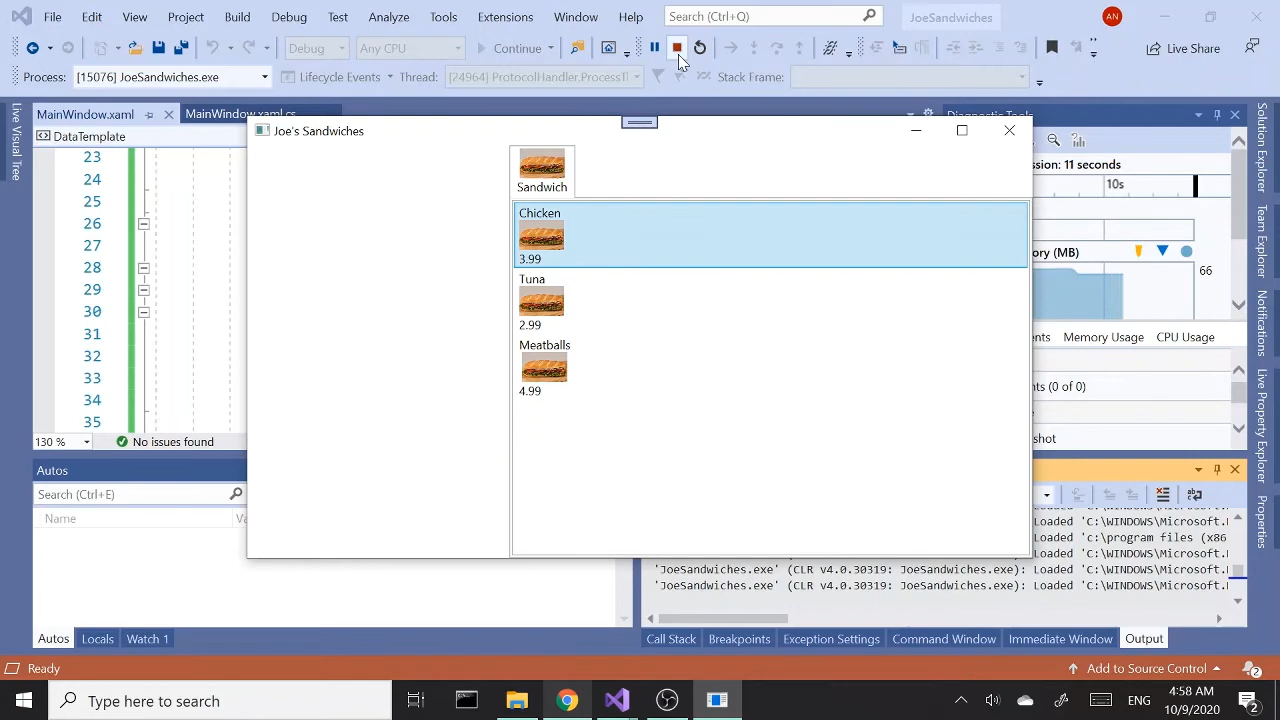 File Edit View Project Build Debug Test Analyze Tools Extensions Window Help Search (Ctrl+Q) JoeSandwiches AN
Debug Any CPU Continue Live Share
Process: [15076] JoeSandwiches.exe Lifecycle Events Thread: Stack Frame:
MainWindow.xaml MainWindow.xaml.cs Diagnostic Tools
DataTemplate
Live Visual Tree
23
24
25
26
27
28
29
30
31
32
33
34
35
130 % No issues found
Joe's Sandwiches
Sandwich
Chicken
3.99
Tuna
2.99
Meatballs
4.99
ssion: 11 seconds
10s
ory (MB)
66
nts Memory Usage CPU Usage
nts (0 of 0)
shot
Solution Explorer
Team Explorer
Notifications
Live Property Explorer
Properties
Autos
Search (Ctrl+E)
Name Va
Loaded 'C:\WINDOWS\Microsoft.
Loaded 'c:\program files (x86
Loaded 'C:\WINDOWS\Microsoft.
'JoeSandwiches.exe' (CLR v4.0.30319: JoeSandwiches.exe): Loaded 'C:\WINDOWS\Microsoft.
'JoeSandwiches.exe' (CLR v4.0.30319: JoeSandwiches.exe): Loaded 'C:\WINDOWS\Microsoft.
Autos Locals Watch 1
Call Stack Breakpoints Exception Settings Command Window Immediate Window Output
Ready Add to Source Control 2
Type here to search
ENG
:58 AM
10/9/2020
2